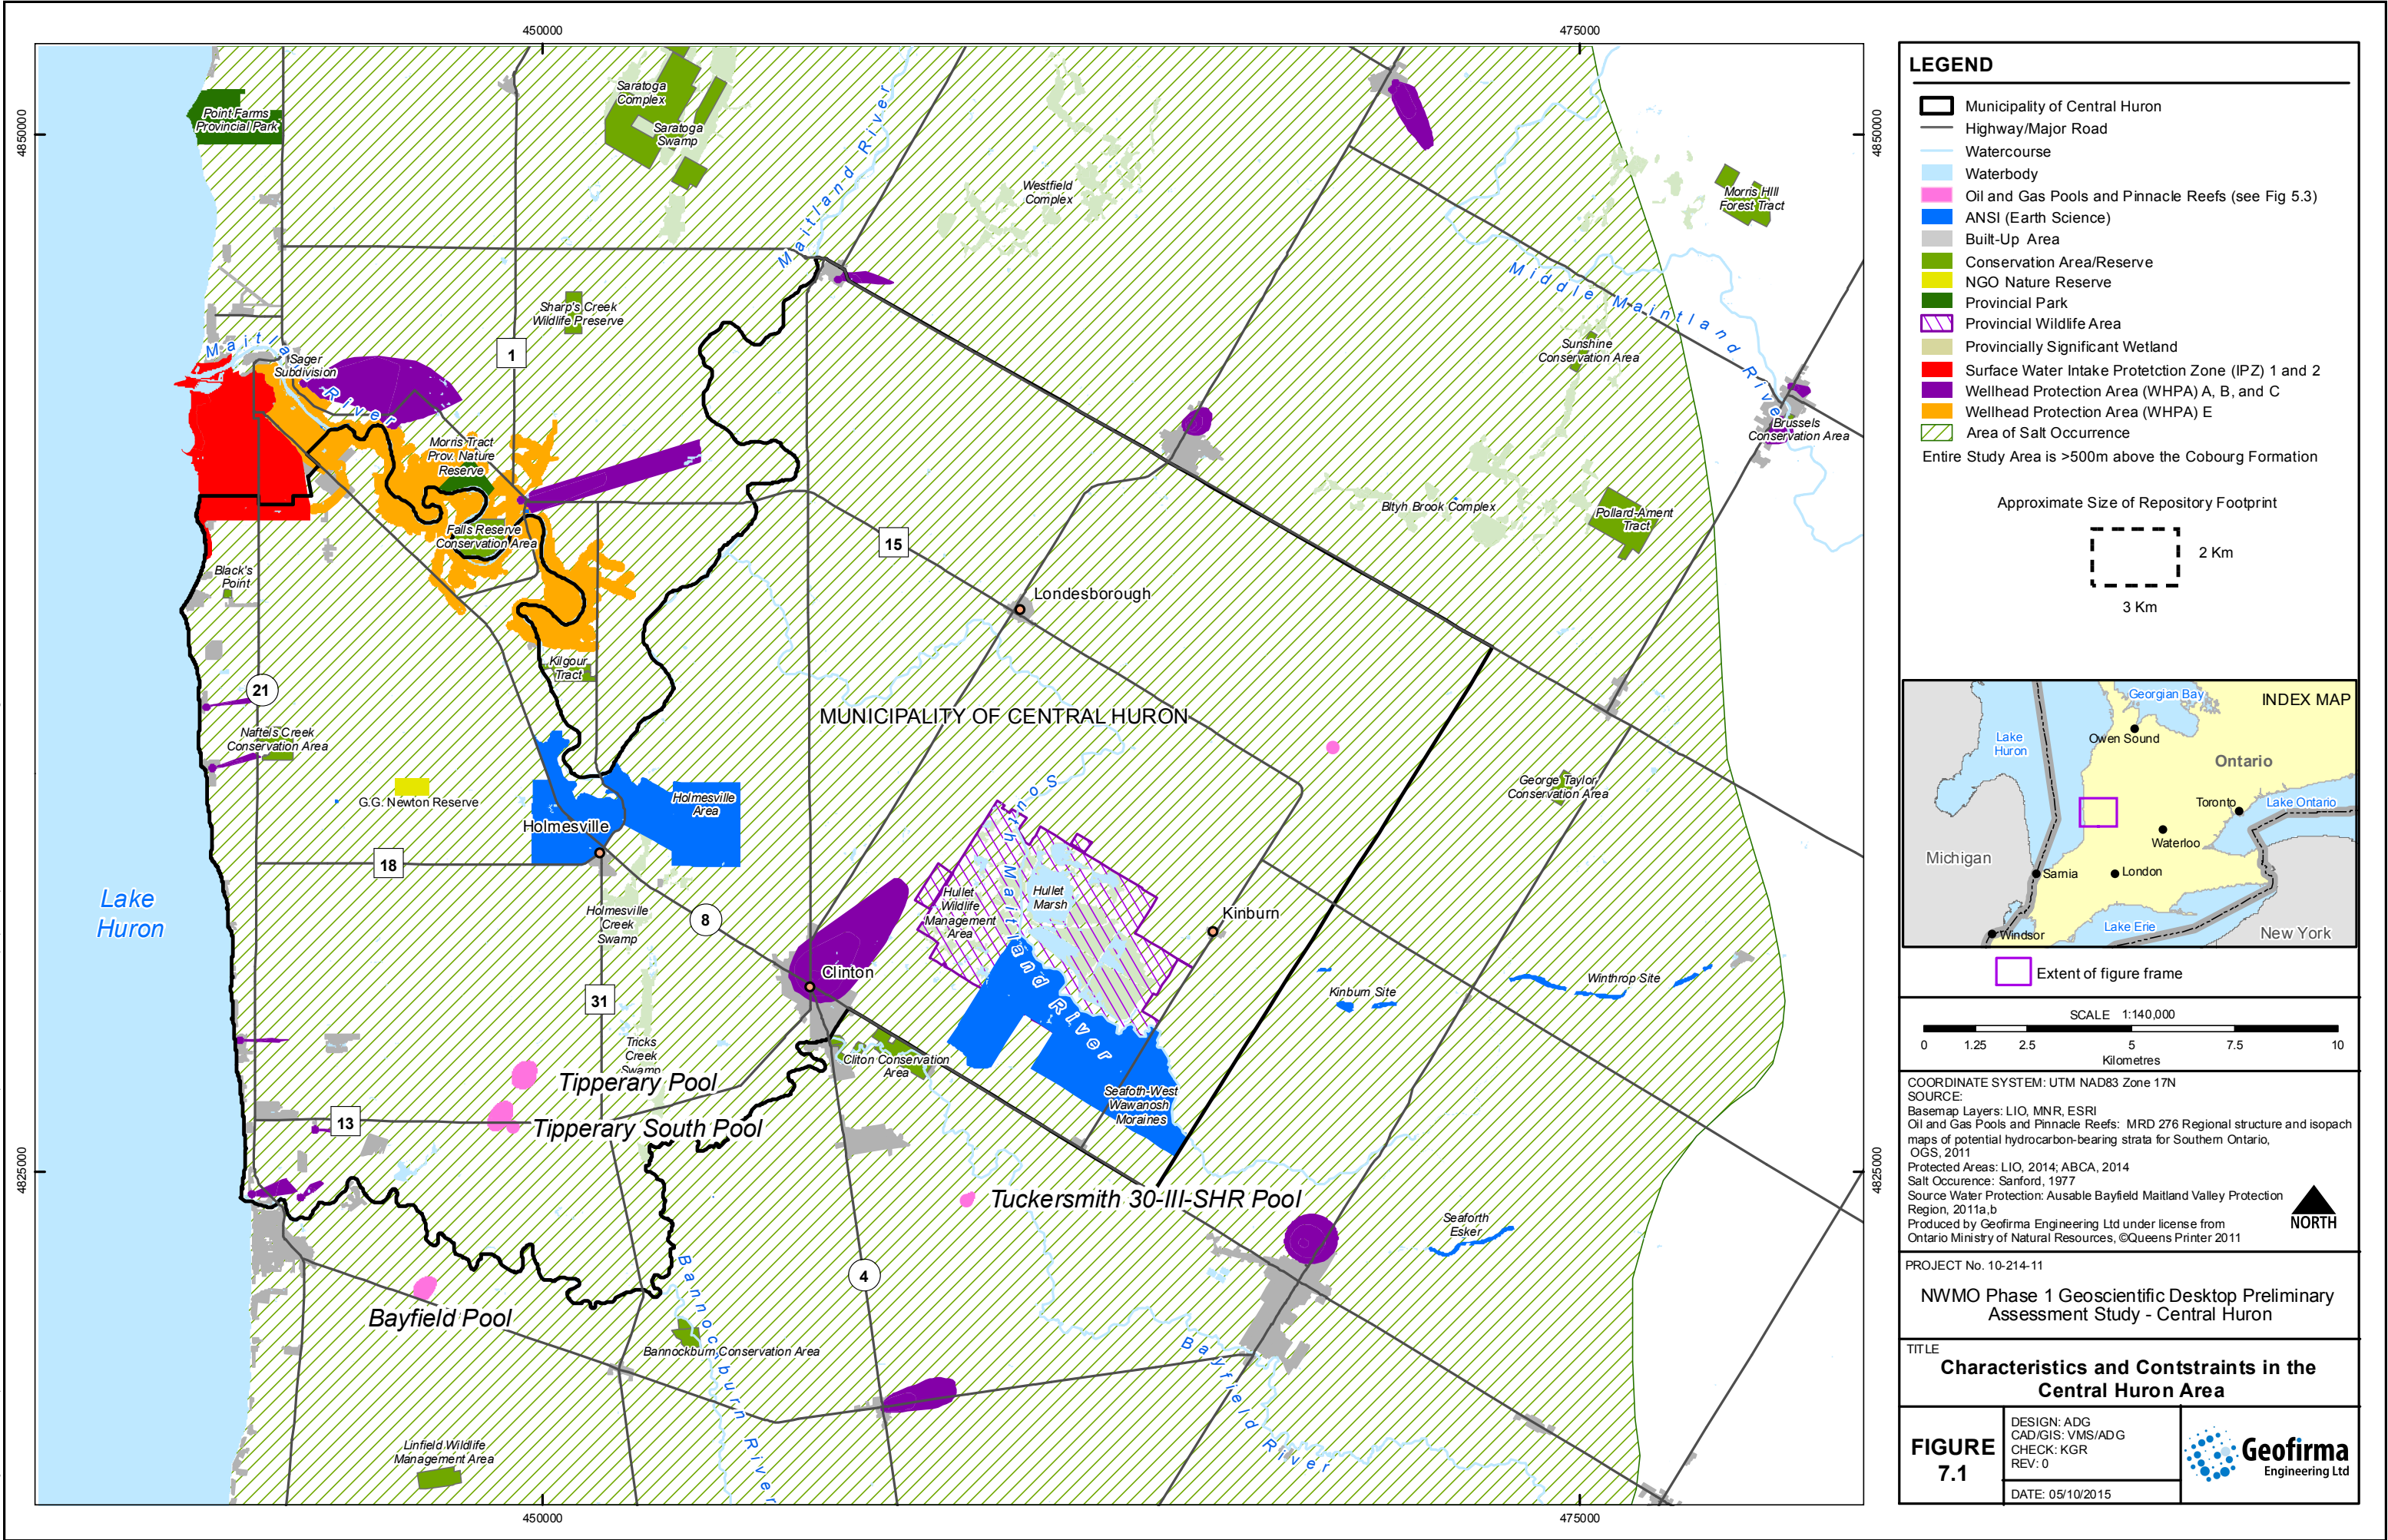 450000
475000
4850000
4850000
4825000
4825000
450000
475000
Point Farms
Provincial Park
Saratoga
Complex
Saratoga
Swamp
Maitland River
Westfield
Complex
Morris HIll
Forest Tract
Middle Maintland River
Sharp's Creek
Wildlife Preserve
1
Maitla River
Sager
Subdivision
Sunshine
Conservation Area
Brussels
Conservation Area
Morris Tract
Prov. Nature
Reserve
Falls Reserve
Conservation Area
Bltyh Brook Complex
Pollard-Ament
Tract
15
Black's
Point
Londesborough
Kilgour
Tract
21
MUNICIPALITY OF CENTRAL HURON
Naftels Creek
Conservation Area
G.G. Newton Reserve
Holmesville
Area
Holmesville
George Taylor
Conservation Area
18
Lake
Huron
Holmesville
Creek
Swamp
8
Hullet
Wildlife
Management
Area
Hullet
Marsh
South Maitland River
Kinburn
Clinton
31
Kinburn Site
Winthrop Site
Tricks
Creek
Swamp
Cliton Conservation
Area
Tipperary Pool
Seafoth-West
Wawanosh
Moraines
13
Tipperary South Pool
Tuckersmith 30-III-SHR Pool
Seaforth
Esker
4
Bayfield Pool
Bannockburn Conservation Area
Bannockburn River
Bayfield River
Linfield Wildlife
Management Area
LEGEND
Municipality of Central Huron
Highway/Major Road
Watercourse
Waterbody
Oil and Gas Pools and Pinnacle Reefs (see Fig 5.3)
ANSI (Earth Science)
Built-Up Area
Conservation Area/Reserve
NGO Nature Reserve
Provincial Park
Provincial Wildlife Area
Provincially Significant Wetland
Surface Water Intake Protetction Zone (IPZ) 1 and 2
Wellhead Protection Area (WHPA) A, B, and C
Wellhead Protection Area (WHPA) E
Area of Salt Occurrence
Entire Study Area is >500m above the Cobourg Formation
Approximate Size of Repository Footprint
2 Km
3 Km
INDEX MAP
Georgian Bay
Lake
Huron
Owen Sound
Ontario
Toronto
Lake Ontario
Waterloo
Michigan
Sarnia
London
Lake Erie
New York
Windsor
Extent of figure frame
SCALE 1:140,000
0 1.25 2.5 5 7.5 10
Kilometres
COORDINATE SYSTEM: UTM NAD83 Zone 17N
SOURCE:
Basemap Layers: LIO, MNR, ESRI
Oil and Gas Pools and Pinnacle Reefs: MRD 276 Regional structure and isopach
maps of potential hydrocarbon-bearing strata for Southern Ontario,
OGS, 2011
Protected Areas: LIO, 2014; ABCA, 2014
Salt Occurence: Sanford, 1977
Source Water Protection: Ausable Bayfield Maitland Valley Protection
Region, 2011a,b
Produced by Geofirma Engineering Ltd under license from
Ontario Ministry of Natural Resources, ©Queens Printer 2011
NORTH
PROJECT No. 10-214-11
NWMO Phase 1 Geoscientific Desktop Preliminary
Assessment Study - Central Huron
TITLE
Characteristics and Contstraints in the
Central Huron Area
FIGURE
7.1
DESIGN: ADG
CAD/GIS: VMS/ADG
CHECK: KGR
REV: 0
DATE: 05/10/2015
Geofirma
Engineering Ltd